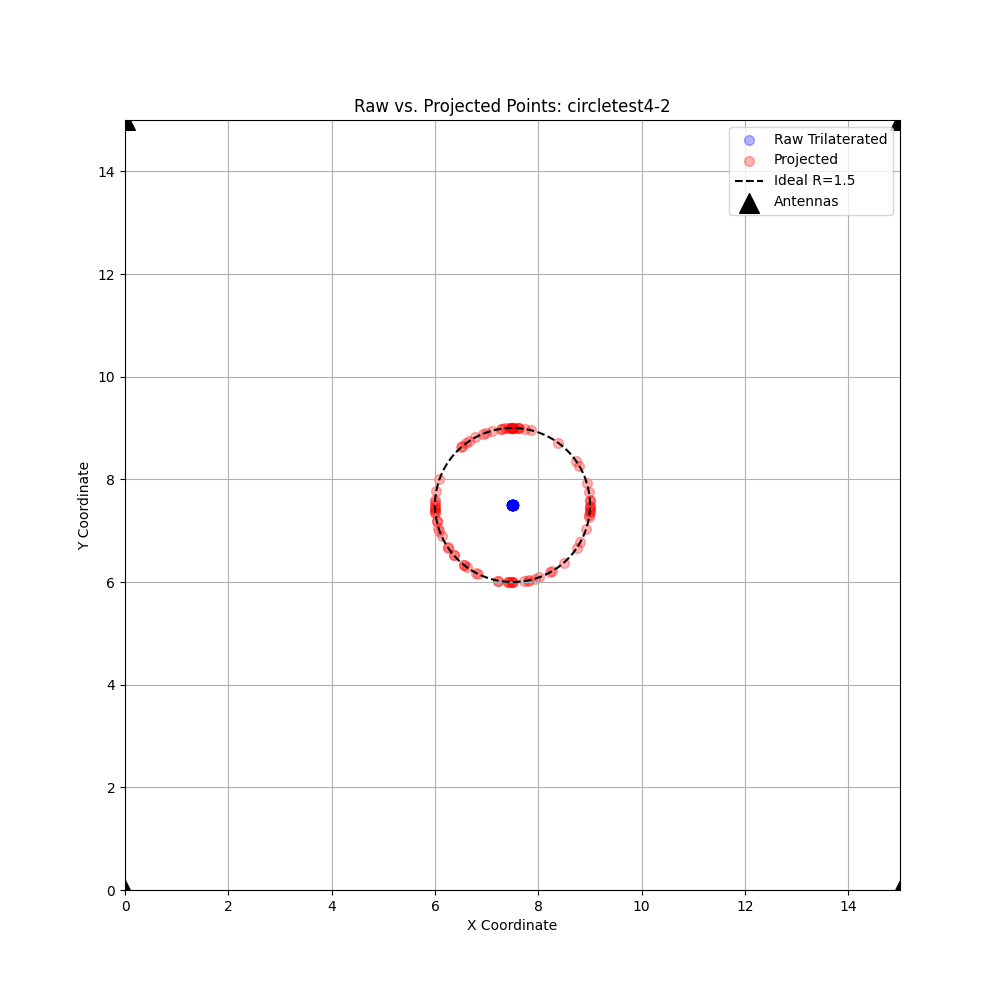 Raw vs. Projected Points: circletest4-2
Raw Trilaterated
Projected
Ideal R=1.5
Antennas
Y Coordinate
14
12
10
8
6
4
2
0
0 2 4 6 8 10 12 14
X Coordinate